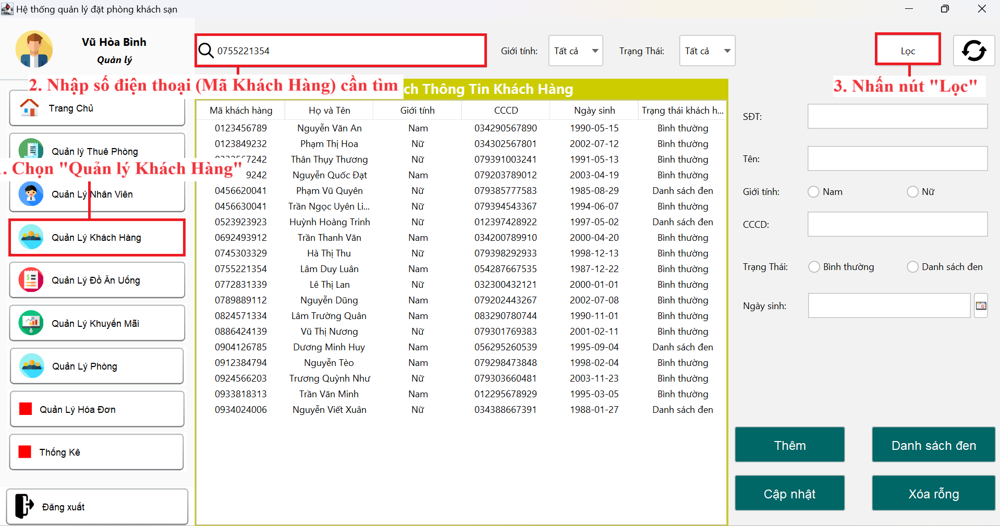 Hệ thống quản lý đặt phòng khách sạn
Vũ Hòa Bình
Quản lý
0755221354
Giới tính: Tất cả Trạng Thái: Tất cả
Lọc
2. Nhập số điện thoại (Mã Khách Hàng) cần tìm
3. Nhấn nút "Lọc"
1. Chọn "Quản lý Khách Hàng"
Trang Chủ
Quản lý Thuê Phòng
Quản Lý Nhân Viên
Quản Lý Khách Hàng
Quản Lý Đồ Ăn Uống
Quản Lý Khuyến Mãi
Quản Lý Phòng
Quản Lý Hóa Đơn
Thống Kê
Đăng xuất
ch Thông Tin Khách Hàng
Mã khách hàng Họ và Tên Giới tính CCCD Ngày sinh Trạng thái khách h...
0123456789 Nguyễn Văn An Nam 034290567890 1990-05-15 Bình thường
0123849232 Phạm Thị Hoa Nữ 034302567801 2002-07-12 Bình thường
7242 Thân Thụy Thương Nữ 079391003241 1991-05-13 Bình thường
9242 Nguyễn Quốc Đạt Nam 079203789012 2003-04-19 Bình thường
0456620041 Phạm Vũ Quyên Nữ 079385777583 1985-08-29 Danh sách đen
0456630041 Trần Ngọc Uyên Li... Nữ 079394543367 1994-06-07 Bình thường
0523923923 Huỳnh Hoàng Trinh Nữ 012397428922 1997-05-02 Danh sách đen
0692493912 Trần Thanh Văn Nam 034200789910 2000-04-20 Bình thường
0745303329 Hà Thị Thu Nữ 079398292933 1998-12-13 Bình thường
0755221354 Lâm Duy Luân Nam 054287667535 1987-12-22 Bình thường
0772831339 Lê Thị Lan Nữ 032300432121 2000-01-01 Bình thường
0789889112 Nguyễn Dũng Nam 079202443267 2002-07-08 Bình thường
0824571334 Lâm Trường Quân Nam 083290780744 1990-11-01 Bình thường
0886424139 Vũ Thị Nương Nữ 079301769383 2001-02-11 Bình thường
0904126785 Dương Minh Huy Nam 056295260539 1995-09-04 Danh sách đen
0912384794 Nguyễn Tèo Nam 079298473848 1998-02-04 Bình thường
0924566203 Trương Quỳnh Như Nữ 079303660481 2003-11-23 Bình thường
0933818313 Trần Văn Minh Nam 012295678929 1995-03-05 Bình thường
0934024006 Nguyễn Viết Xuân Nữ 034388667391 1988-01-27 Danh sách đen
SĐT:
Tên:
Giới tính: Nam Nữ
CCCD:
Trạng Thái: Bình thường Danh sách đen
Ngày sinh:
Thêm Danh sách đen
Cập nhật Xóa rỗng